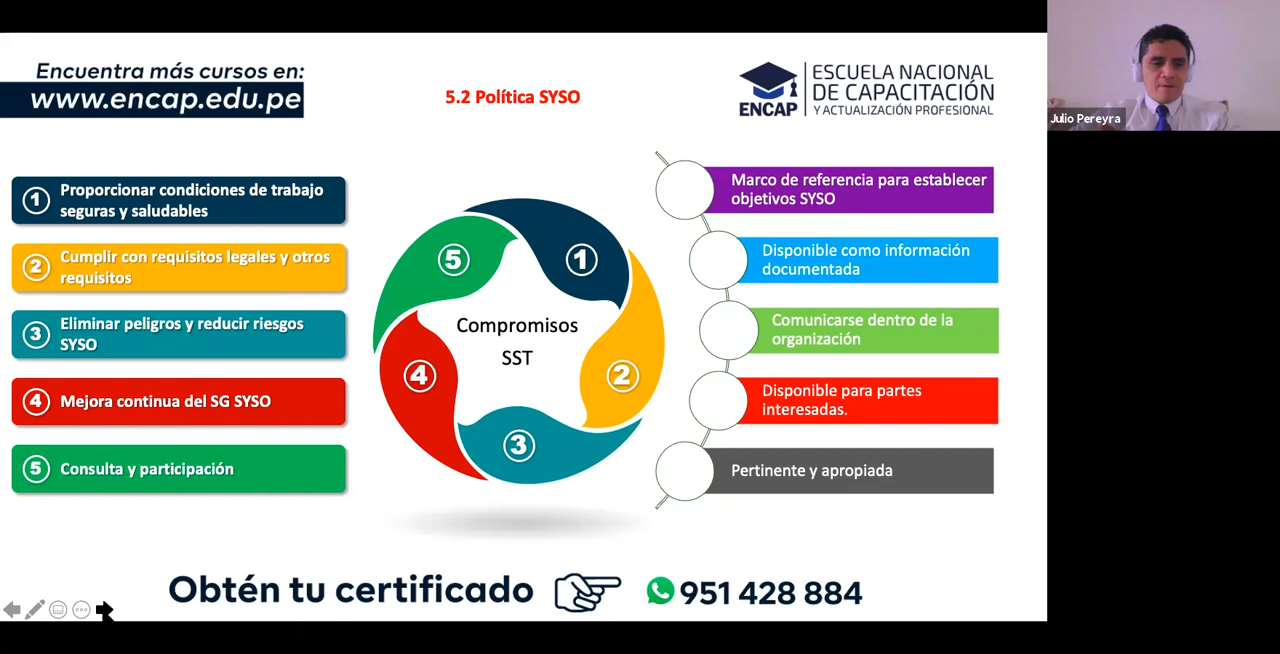 Encuentra más cursos en:
www.encap.edu.pe
5.2 Política SYSO
ENCAP
ESCUELA NACIONAL
DE CAPACITACIÓN
Y ACTUALIZACIÓN PROFESIONAL
Julio Pereyra
1 Proporcionar condiciones de trabajo
seguras y saludables
2 Cumplir con requisitos legales y otros
requisitos
3 Eliminar peligros y reducir riesgos
SYSO
4 Mejora continua del SG SYSO
5 Consulta y participación
5
1
Compromisos
SST
4
2
3
Marco de referencia para establecer
objetivos SYSO
Disponible como información
documentada
Comunicarse dentro de la
organización
Disponible para partes
interesadas.
Pertinente y apropiada
Obtén tu certificado
951 428 884